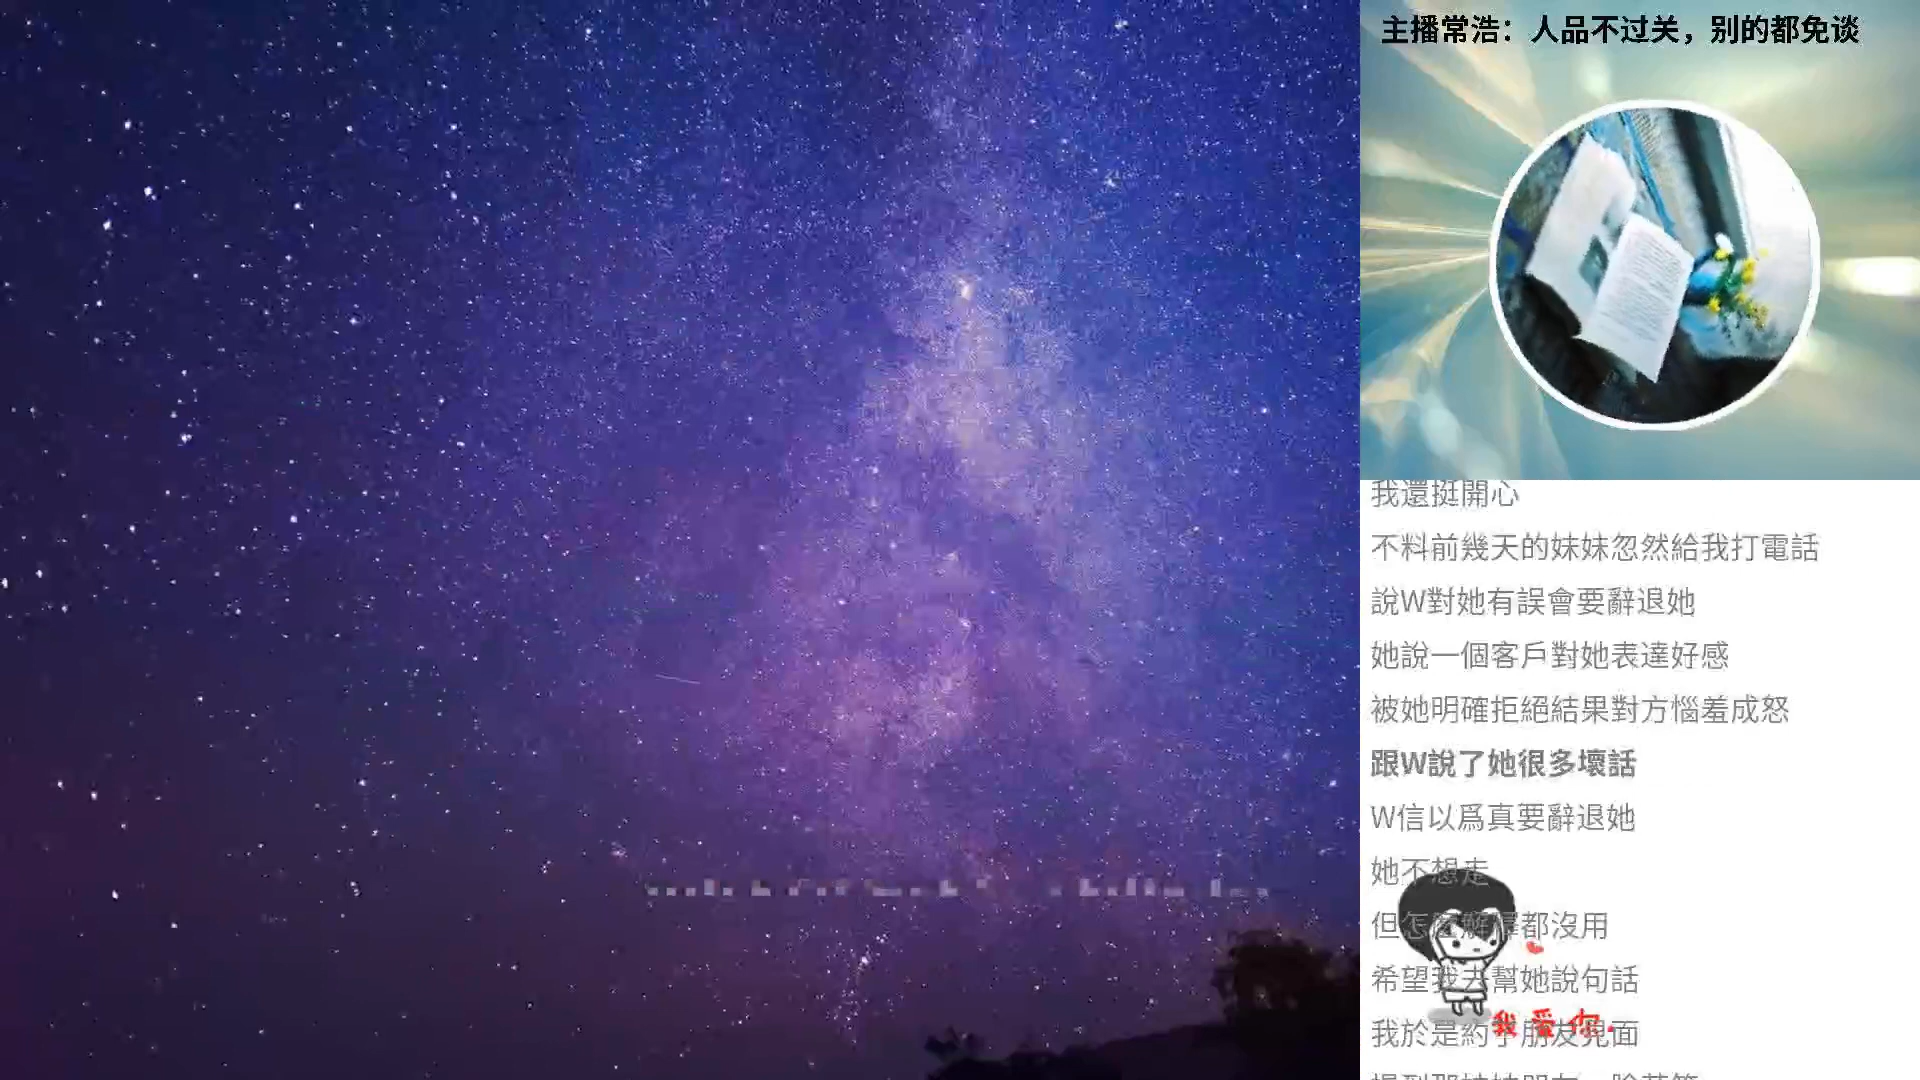 主播常浩：人品不过关，别的都免谈
我還挺開心
不料前幾天的妹妹忽然給我打電話
說W對她有誤會要辭退她
她說一個客戶對她表達好感
被她明確拒絕結果對方惱羞成怒
跟W說了她很多壞話
W信以爲真要辭退她
她不想走
但怎麼解釋都沒用
希望我去幫她說句話
我於是約了朋友見面
我爱你.